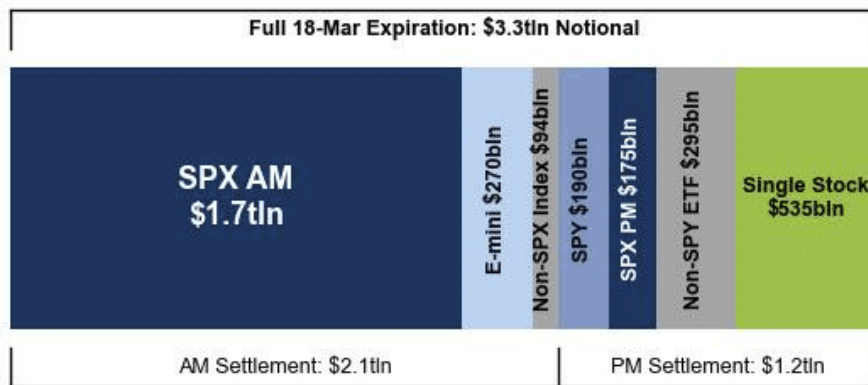 Full 18-Mar Expiration: $3.3tln Notional
SPX AM
$1.7tln
E-mini $270bln
Non-SPX Index $94bln
SPY $190bln
SPX PM $175bln
Non-SPY ETF $295bln
Single Stock
$535bln
AM Settlement: $2.1tln
PM Settlement: $1.2tln